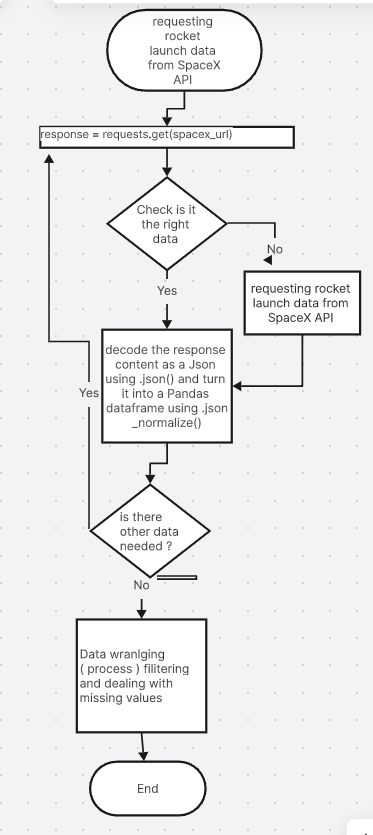 requesting
rocket
launch data
from SpaceX
API
response = requests.get(spacex_url)
Check is it
the right
data
No
Yes
requesting rocket
launch data from
SpaceX API
decode the response
content as a Json
using .json() and turn
it into a Pandas
dataframe using .json
_normalize()
Yes
is there
other data
needed ?
No
Data wranlging
( process ) filitering
and dealing with
missing values
End